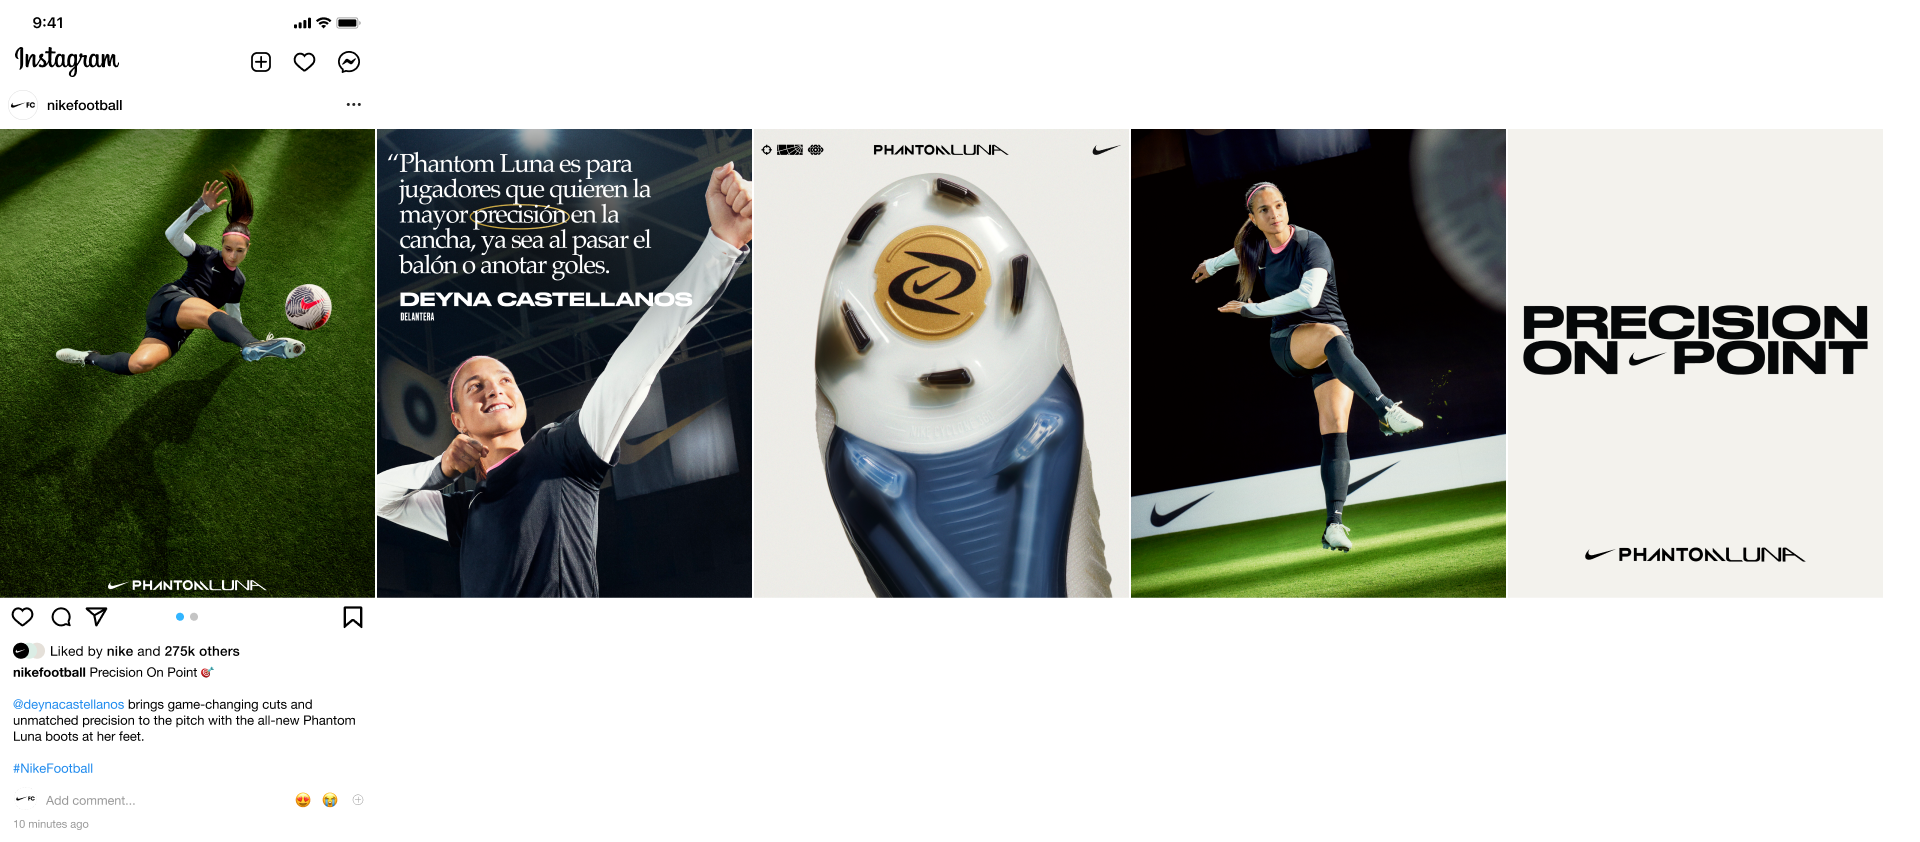 9:41
Instagram
FC nikefootball
“Phantom Luna es para
jugadores que quieren la
mayor precisión en la
cancha, ya sea al pasar el
balón o anotar goles.
DEYNA CASTELLANOS
DELANTERA
PHANTOM LUNA
PHANTOM LUNA
PRECISION
ON POINT
PHANTOM LUNA
Liked by nike and 275k others
nikefootball Precision On Point 🎯
@deynacastellanos brings game-changing cuts and
unmatched precision to the pitch with the all-new Phantom
Luna boots at her feet.
#NikeFootball
FC Add comment...
10 minutes ago